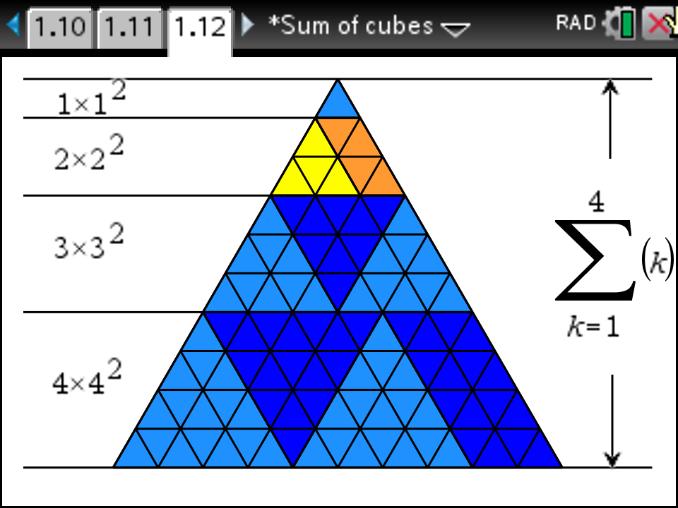 1.10 1.11 1.12 *Sum of cubes RAD
1×1²
2×2²
3×3²
4×4²
4
∑(k)
k=1